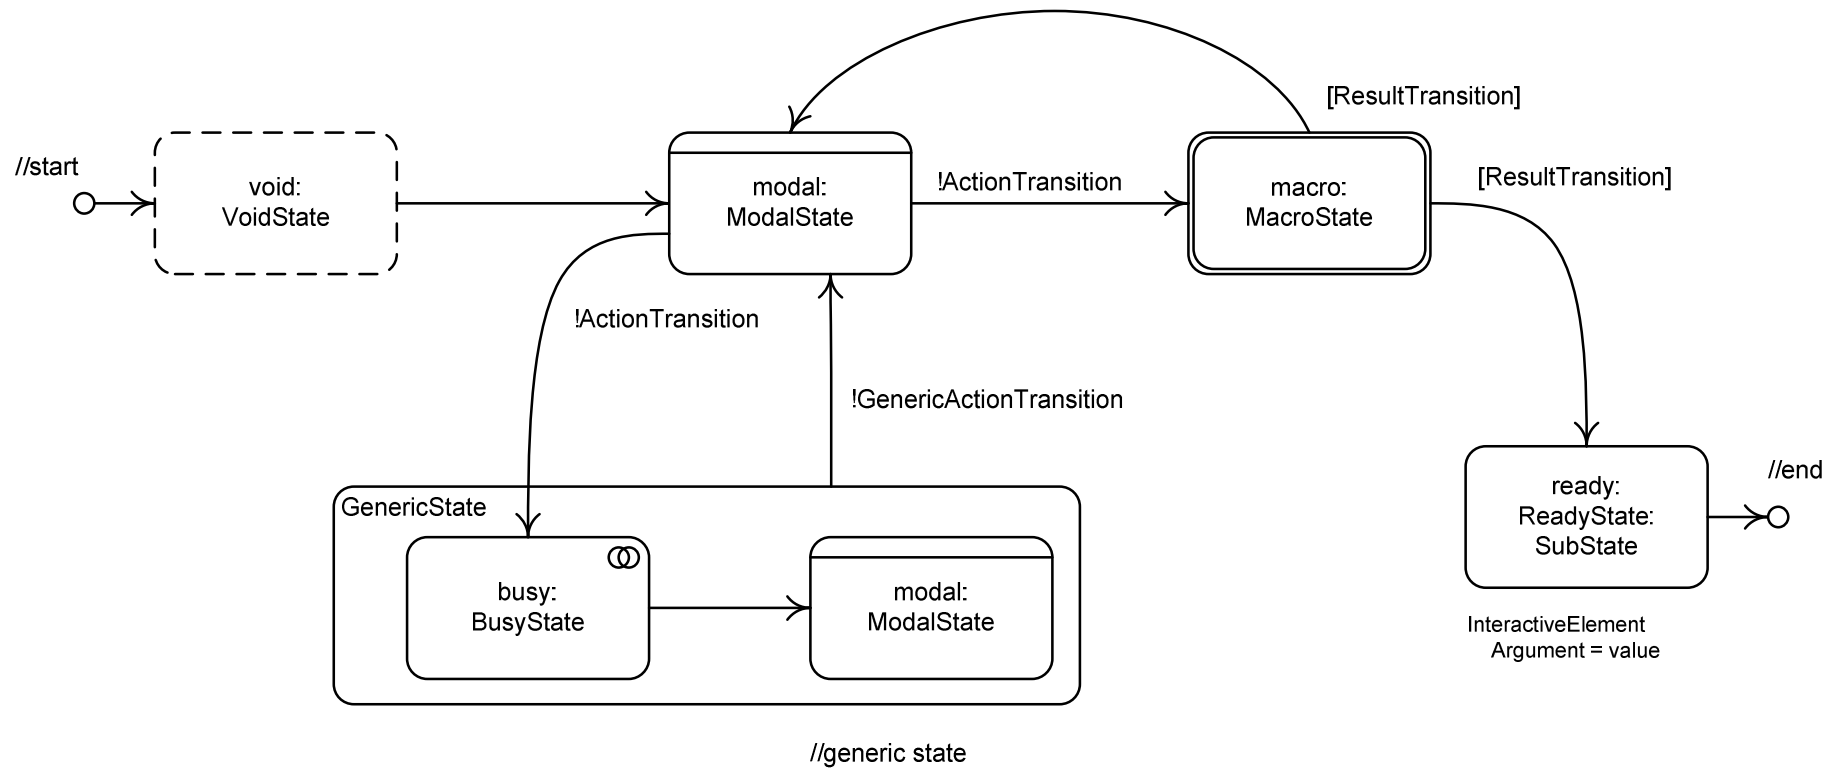 [ResultTransition]
//start
void:
VoidState
modal:
ModalState
!ActionTransition
macro:
MacroState
[ResultTransition]
!ActionTransition
!GenericActionTransition
GenericState
busy:
BusyState
modal:
ModalState
ready:
ReadyState:
SubState
//end
InteractiveElement
Argument = value
//generic state